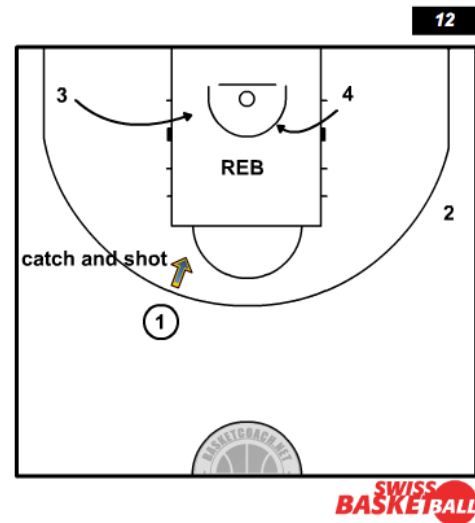 12
3
4
REB
2
catch and shot
1
BASKETCOACH.NET
SWISS
BASKETBALL